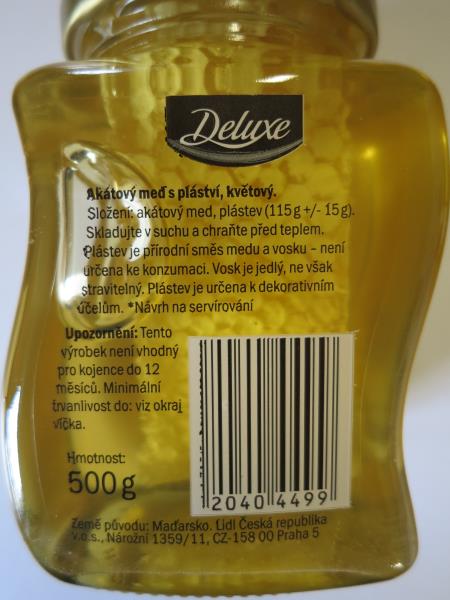 Deluxe
Akátový med s pláství, květový.
Složení: akátový med, plástev (115 g +/- 15 g).
Skladujte v suchu a chraňte před teplem.
Plástev je přírodní směs medu a vosku – není
určena ke konzumaci. Vosk je jedlý, ne však
stravitelný. Plástev je určena k dekorativním
účelům. *Návrh na servírování
Upozornění: Tento
výrobek není vhodný
pro kojence do 12
měsíců. Minimální
trvanlivost do: viz okraj
víčka.
Hmotnost:
500 g
2040 4499
Země původu: Maďarsko. Lidl Česká republika
v.o.s., Nárožní 1359/11, CZ-158 00 Praha 5